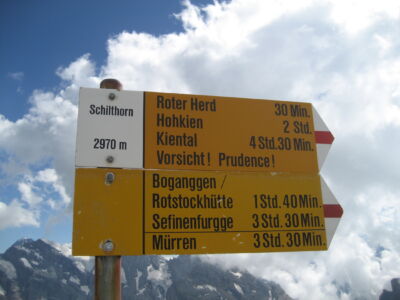 Schilthorn
2970 m
Roter Herd 30 Min.
Hohkien 2 Std.
Kiental 4 Std. 30 Min.
Vorsicht! Prudence!
Boganggen/
Rotstockhütte 1 Std. 40 Min.
Sefinenfurgge 3 Std. 30 Min.
Mürren 3 Std. 30 Min.